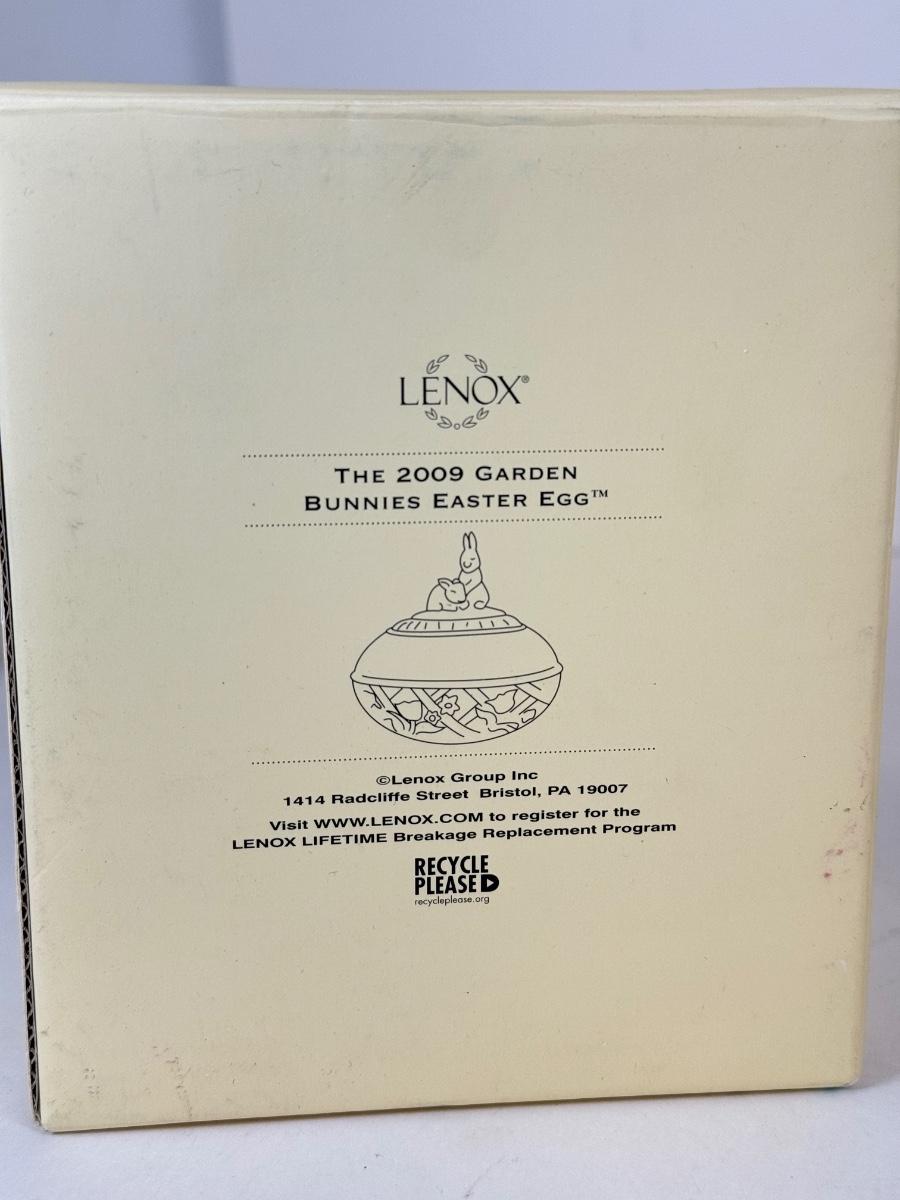 LENOX®
THE 2009 GARDEN
BUNNIES EASTER EGG™
©Lenox Group Inc
1414 Radcliffe Street Bristol, PA 19007
Visit WWW.LENOX.COM to register for the
LENOX LIFETIME Breakage Replacement Program
RECYCLE
PLEASE
recycleplease.org